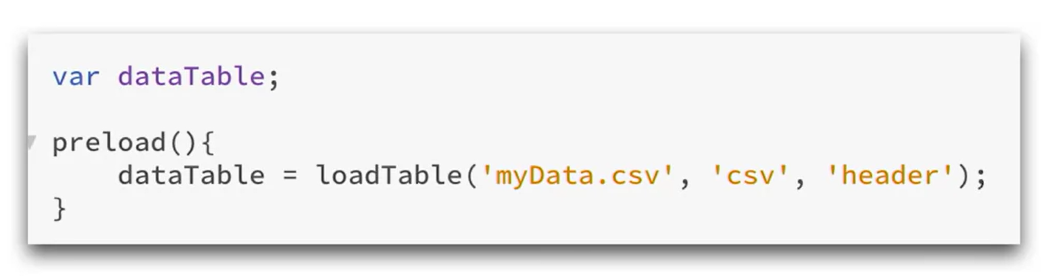 var dataTable;
preload(){
dataTable = loadTable('myData.csv', 'csv', 'header');
}